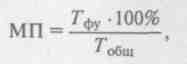 МП = Tфу · 100% / Tобщ,